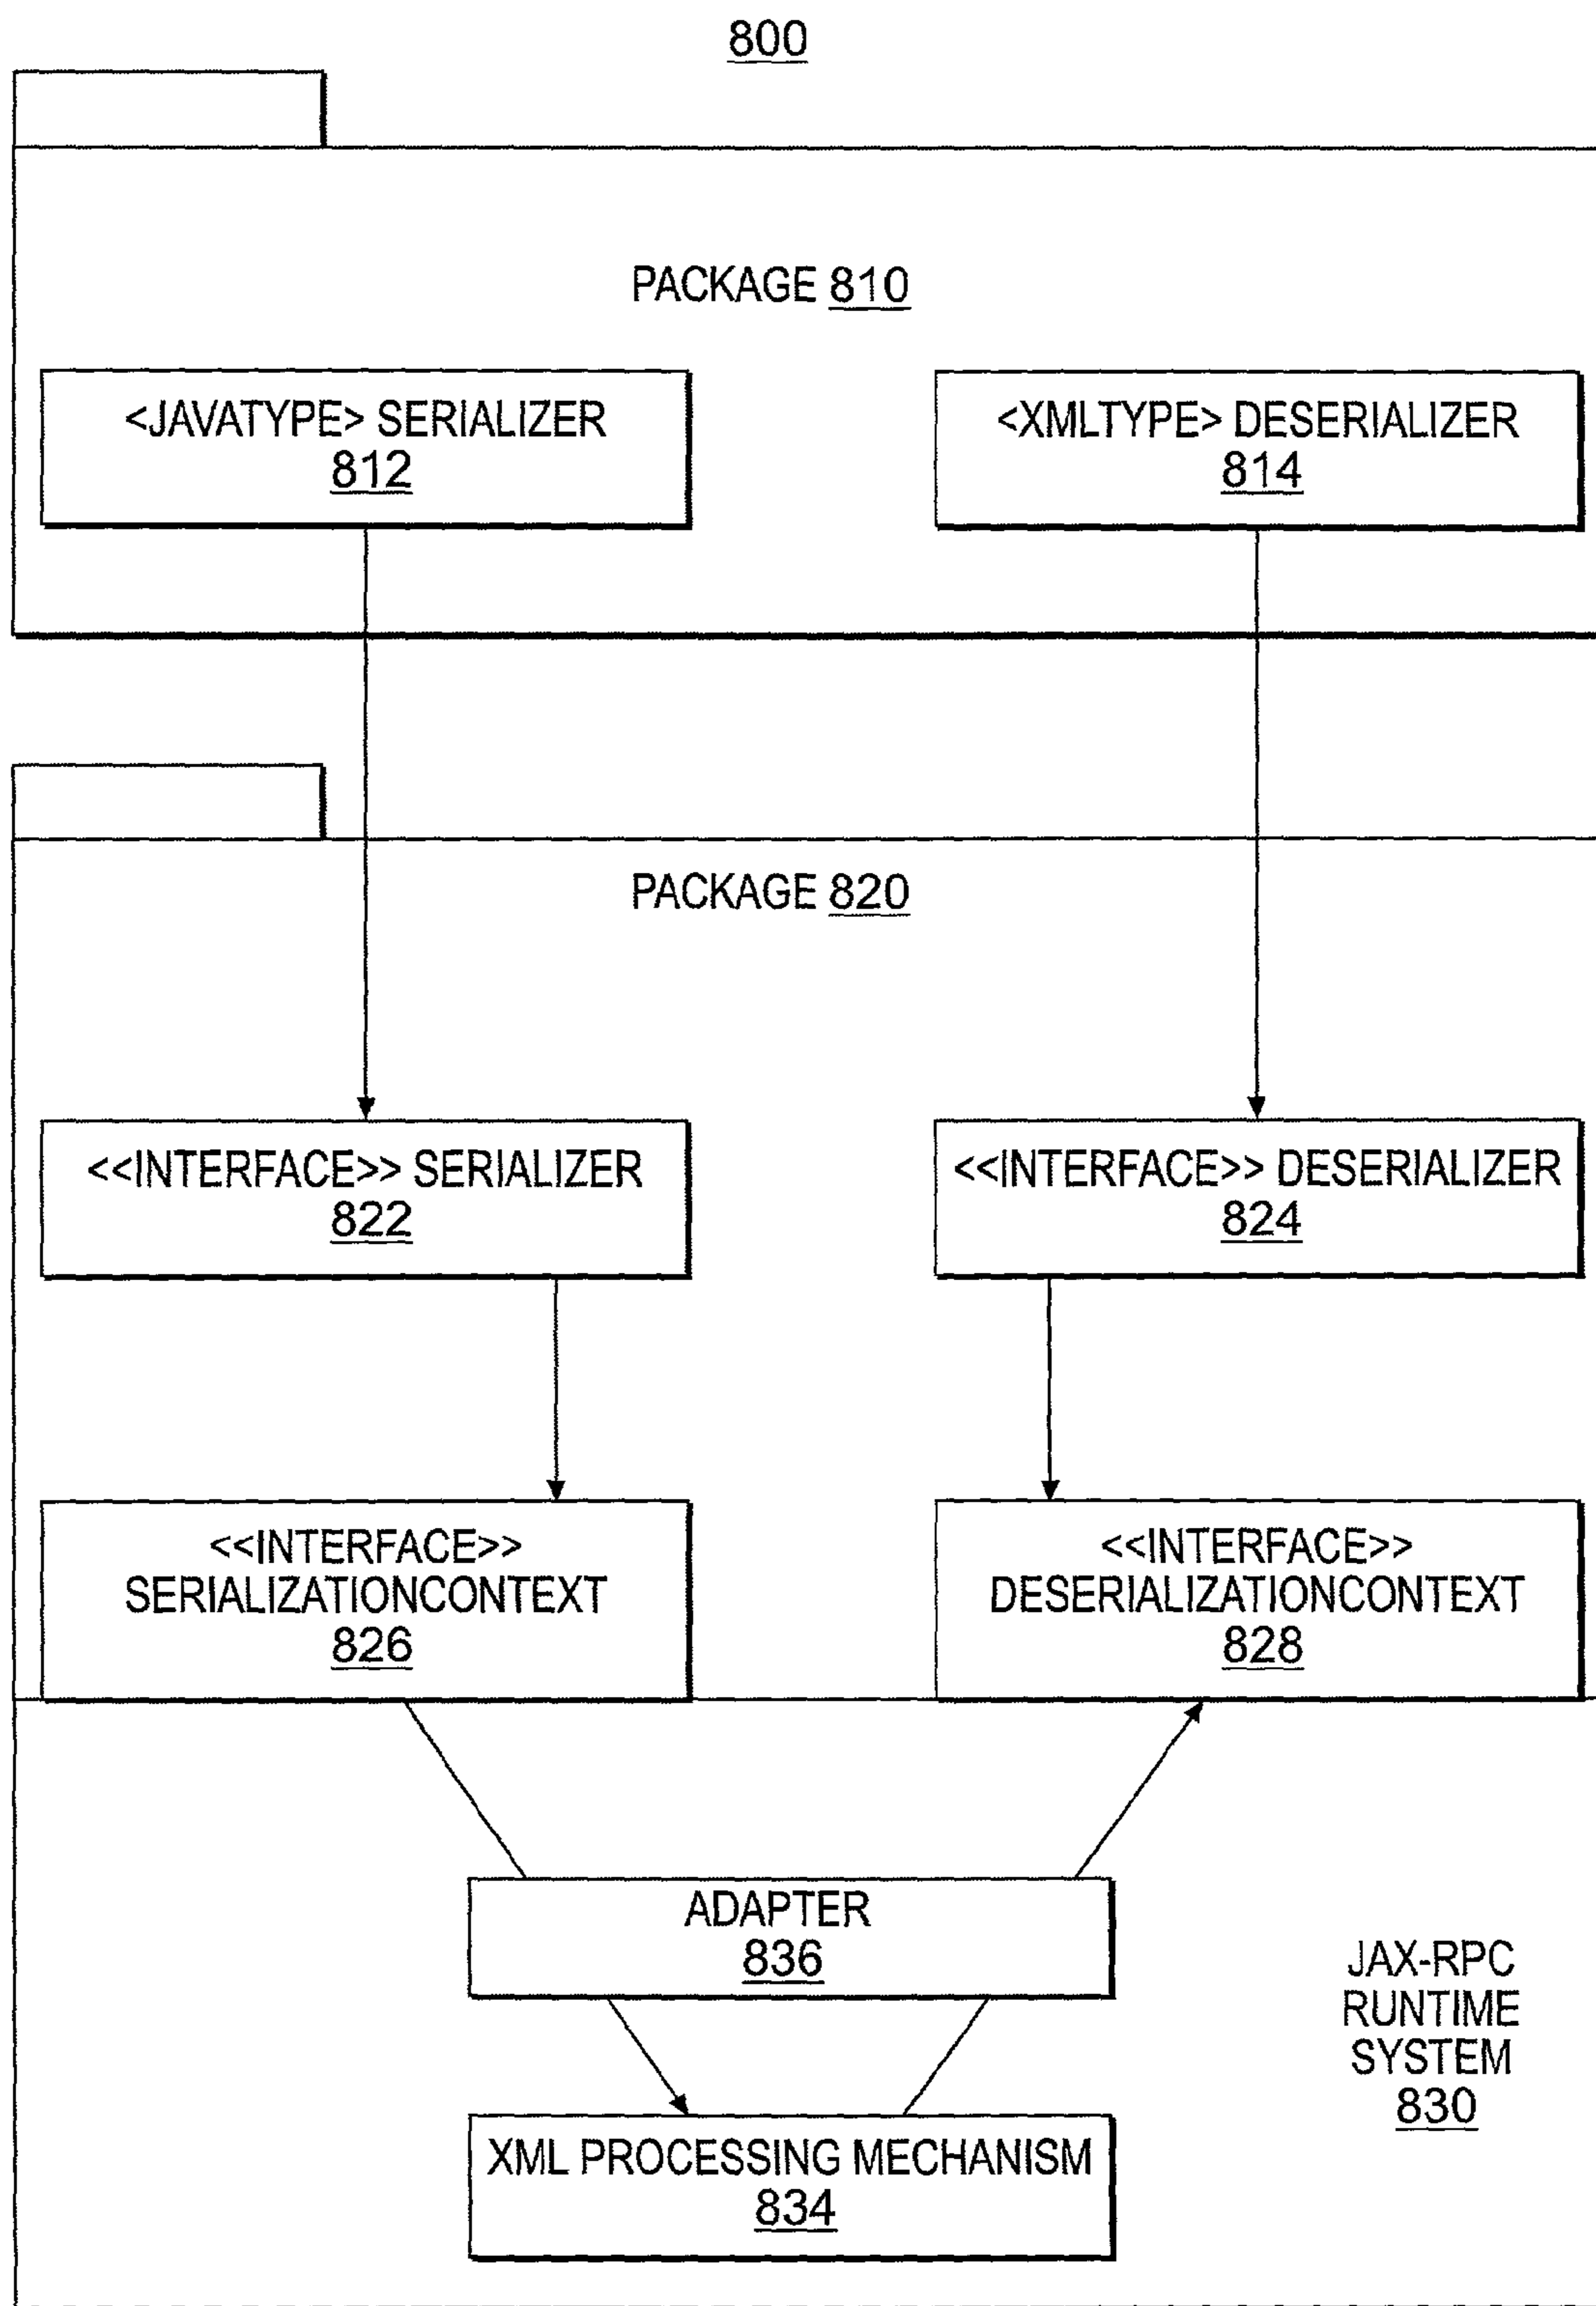 800
PACKAGE 810
<JAVATYPE> SERIALIZER
812
<XMLTYPE> DESERIALIZER
814
PACKAGE 820
<<INTERFACE>> SERIALIZER
822
<<INTERFACE>> DESERIALIZER
824
<<INTERFACE>>
SERIALIZATIONCONTEXT
826
<<INTERFACE>>
DESERIALIZATIONCONTEXT
828
ADAPTER
836
JAX-RPC
RUNTIME
SYSTEM
830
XML PROCESSING MECHANISM
834